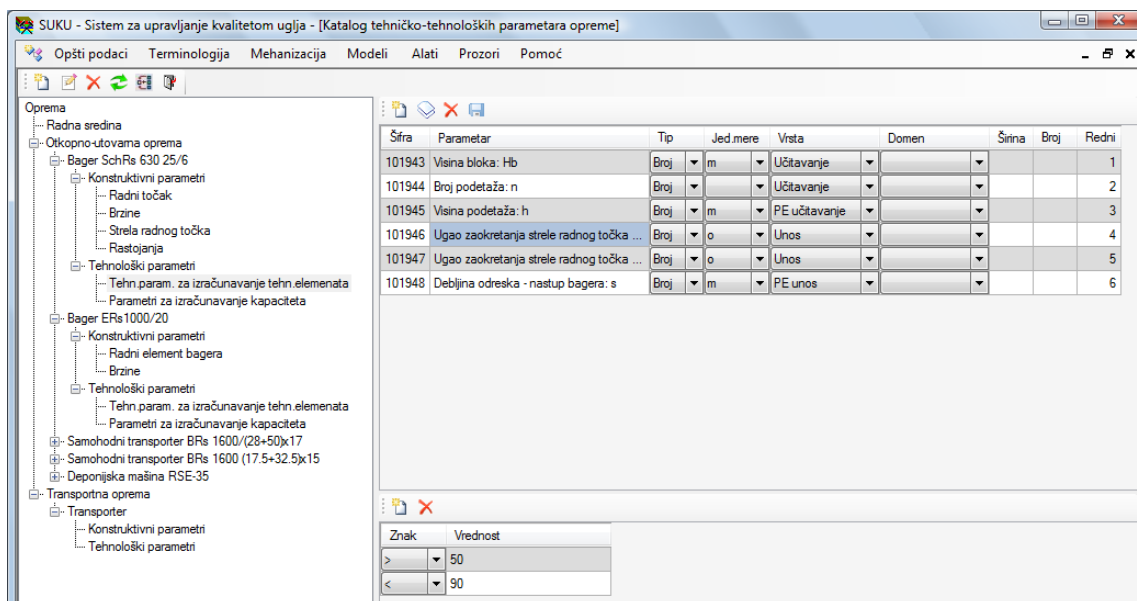 SUKU - Sistem za upravljanje kvalitetom uglja - [Katalog tehničko-tehnoloških parametara opreme]
Opšti podaci Terminologija Mehanizacija Modeli Alati Prozori Pomoć
Oprema
Radna sredina
Otkopno-utovarna oprema
Bager SchRs 630 25/6
Konstruktivni parametri
Radni točak
Brzine
Strela radnog točka
Rastojanja
Tehnološki parametri
Tehn.param. za izračunavanje tehn.elemenata
Parametri za izračunavanje kapaciteta
Bager ERs1000/20
Konstruktivni parametri
Radni element bagera
Brzine
Tehnološki parametri
Tehn.param. za izračunavanje tehn.elemenata
Parametri za izračunavanje kapaciteta
Samohodni transporter BRs 1600/(28+50)x17
Samohodni transporter BRs 1600 (17.5+32.5)x15
Deponijska mašina RSE-35
Transportna oprema
Transporter
Konstruktivni parametri
Tehnološki parametri
Šifra Parametar Tip Jed.mere Vrsta Domen Širina Broj Redni
101943 Visina bloka: Hb Broj m Učitavanje 1
101944 Broj podetaža: n Broj Učitavanje 2
101945 Visina podetaža: h Broj m PE učitavanje 3
101946 Ugao zaokretanja strele radnog točka ... Broj o Unos 4
101947 Ugao zaokretanja strele radnog točka ... Broj o Unos 5
101948 Debljina odreska - nastup bagera: s Broj m PE unos 6
Znak Vrednost
> 50
< 90